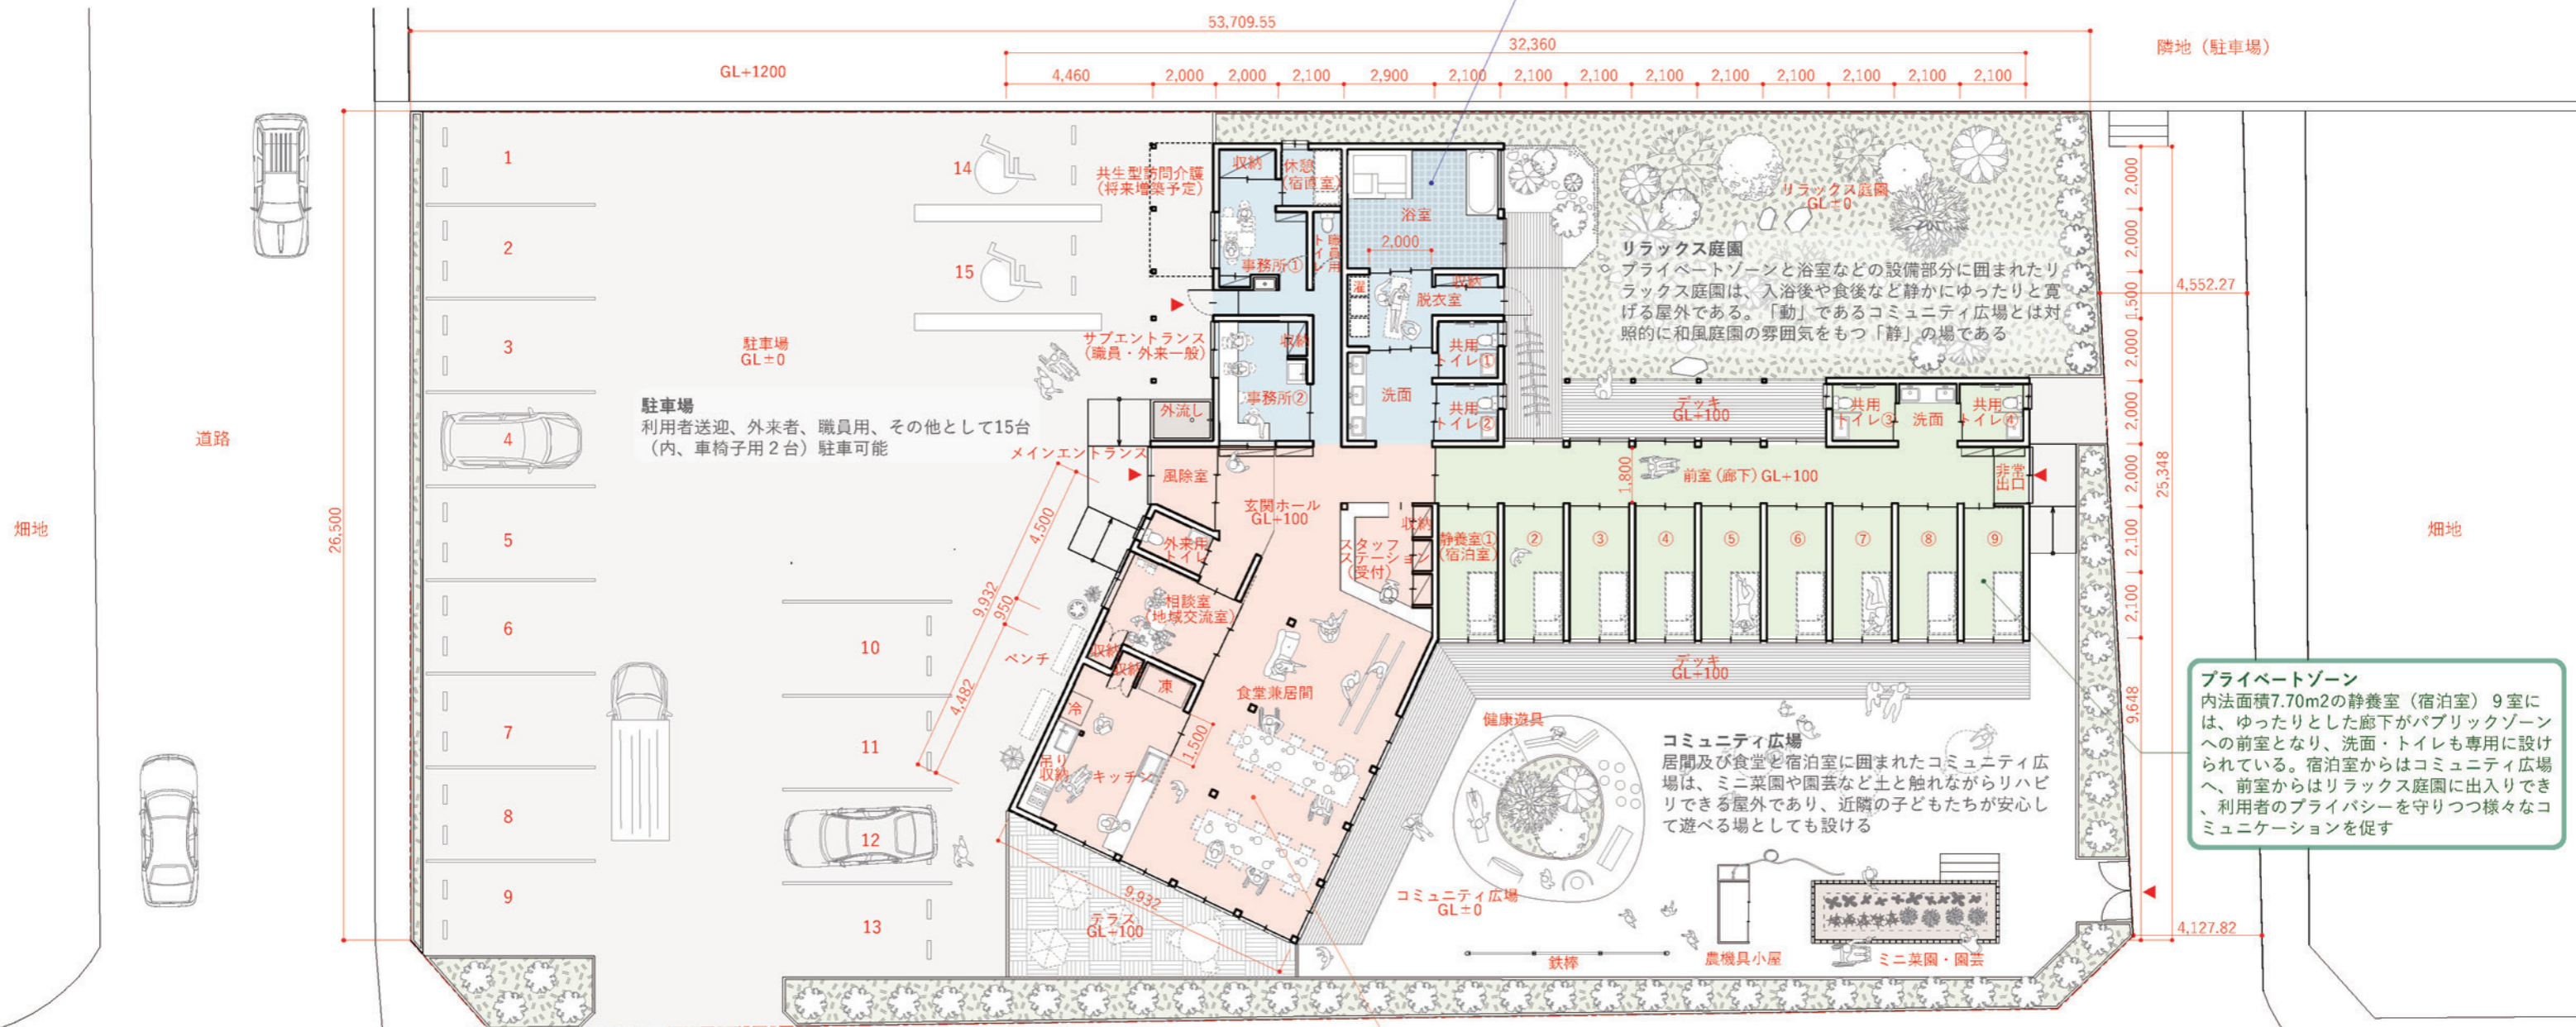 53,709.55
32,360
隣地（駐車場）
GL+1200
4,460
2,000
2,000
2,100
2,900
2,100
2,100
2,100
2,100
2,100
2,100
2,100
2,100
2,100
1
2
3
4
5
6
7
8
9
10
11
12
13
14
15
共生型訪問介護
（将来増築予定）
収納
休憩
（宿直室）
浴室
2,000
職員用
トイレ
事務所①
濯
収納
脱衣室
サブエントランス
（職員・外来一般）
収納
共用
トイレ①
事務所②
洗面
共用
トイレ②
外流し
駐車場
GL±0
駐車場
利用者送迎、外来者、職員用、その他として15台
（内、車椅子用２台）駐車可能
道路
畑地
26,500
リラックス庭園
GL±0
リラックス庭園
プライベートゾーンと浴室などの設備部分に囲まれたリ
ラックス庭園は、入浴後や食後など静かにゆったりと寛
げる屋外である。「動」であるコミュニティ広場とは対
照的に和風庭園の雰囲気をもつ「静」の場である
デッキ
GL+100
共用
トイレ③
洗面
共用
トイレ④
メインエントランス
風除室
玄関ホール
GL+100
1,800
前室（廊下）GL+100
非常
出口
外来用
トイレ
スタッフ
ステーション
（受付）
収納
静養室①
（宿泊室）
②
③
④
⑤
⑥
⑦
⑧
⑨
4,500
9,932
950
4,482
相談室
（地域交流室）
ベンチ
収納
収納
凍
冷
食堂兼居間
1,500
吊り
収納
キッチン
9,932
テラス
GL+100
デッキ
GL+100
健康遊具
コミュニティ広場
居間及び食堂と宿泊室に囲まれたコミュニティ広
場は、ミニ菜園や園芸など土と触れながらリハビ
リできる屋外であり、近隣の子どもたちが安心し
て遊べる場としても設ける
コミュニティ広場
GL±0
鉄棒
農機具小屋
ミニ菜園・園芸
2,000
2,000
1,500
2,000
2,000
2,000
2,100
2,100
9,648
25,348
4,552.27
4,127.82
畑地
プライベートゾーン
内法面積7.70m2の静養室（宿泊室）９室に
は、ゆったりとした廊下がパブリックゾーン
への前室となり、洗面・トイレも専用に設け
られている。宿泊室からはコミュニティ広場
へ、前室からはリラックス庭園に出入りでき
、利用者のプライバシーを守りつつ様々なコ
ミュニケーションを促す